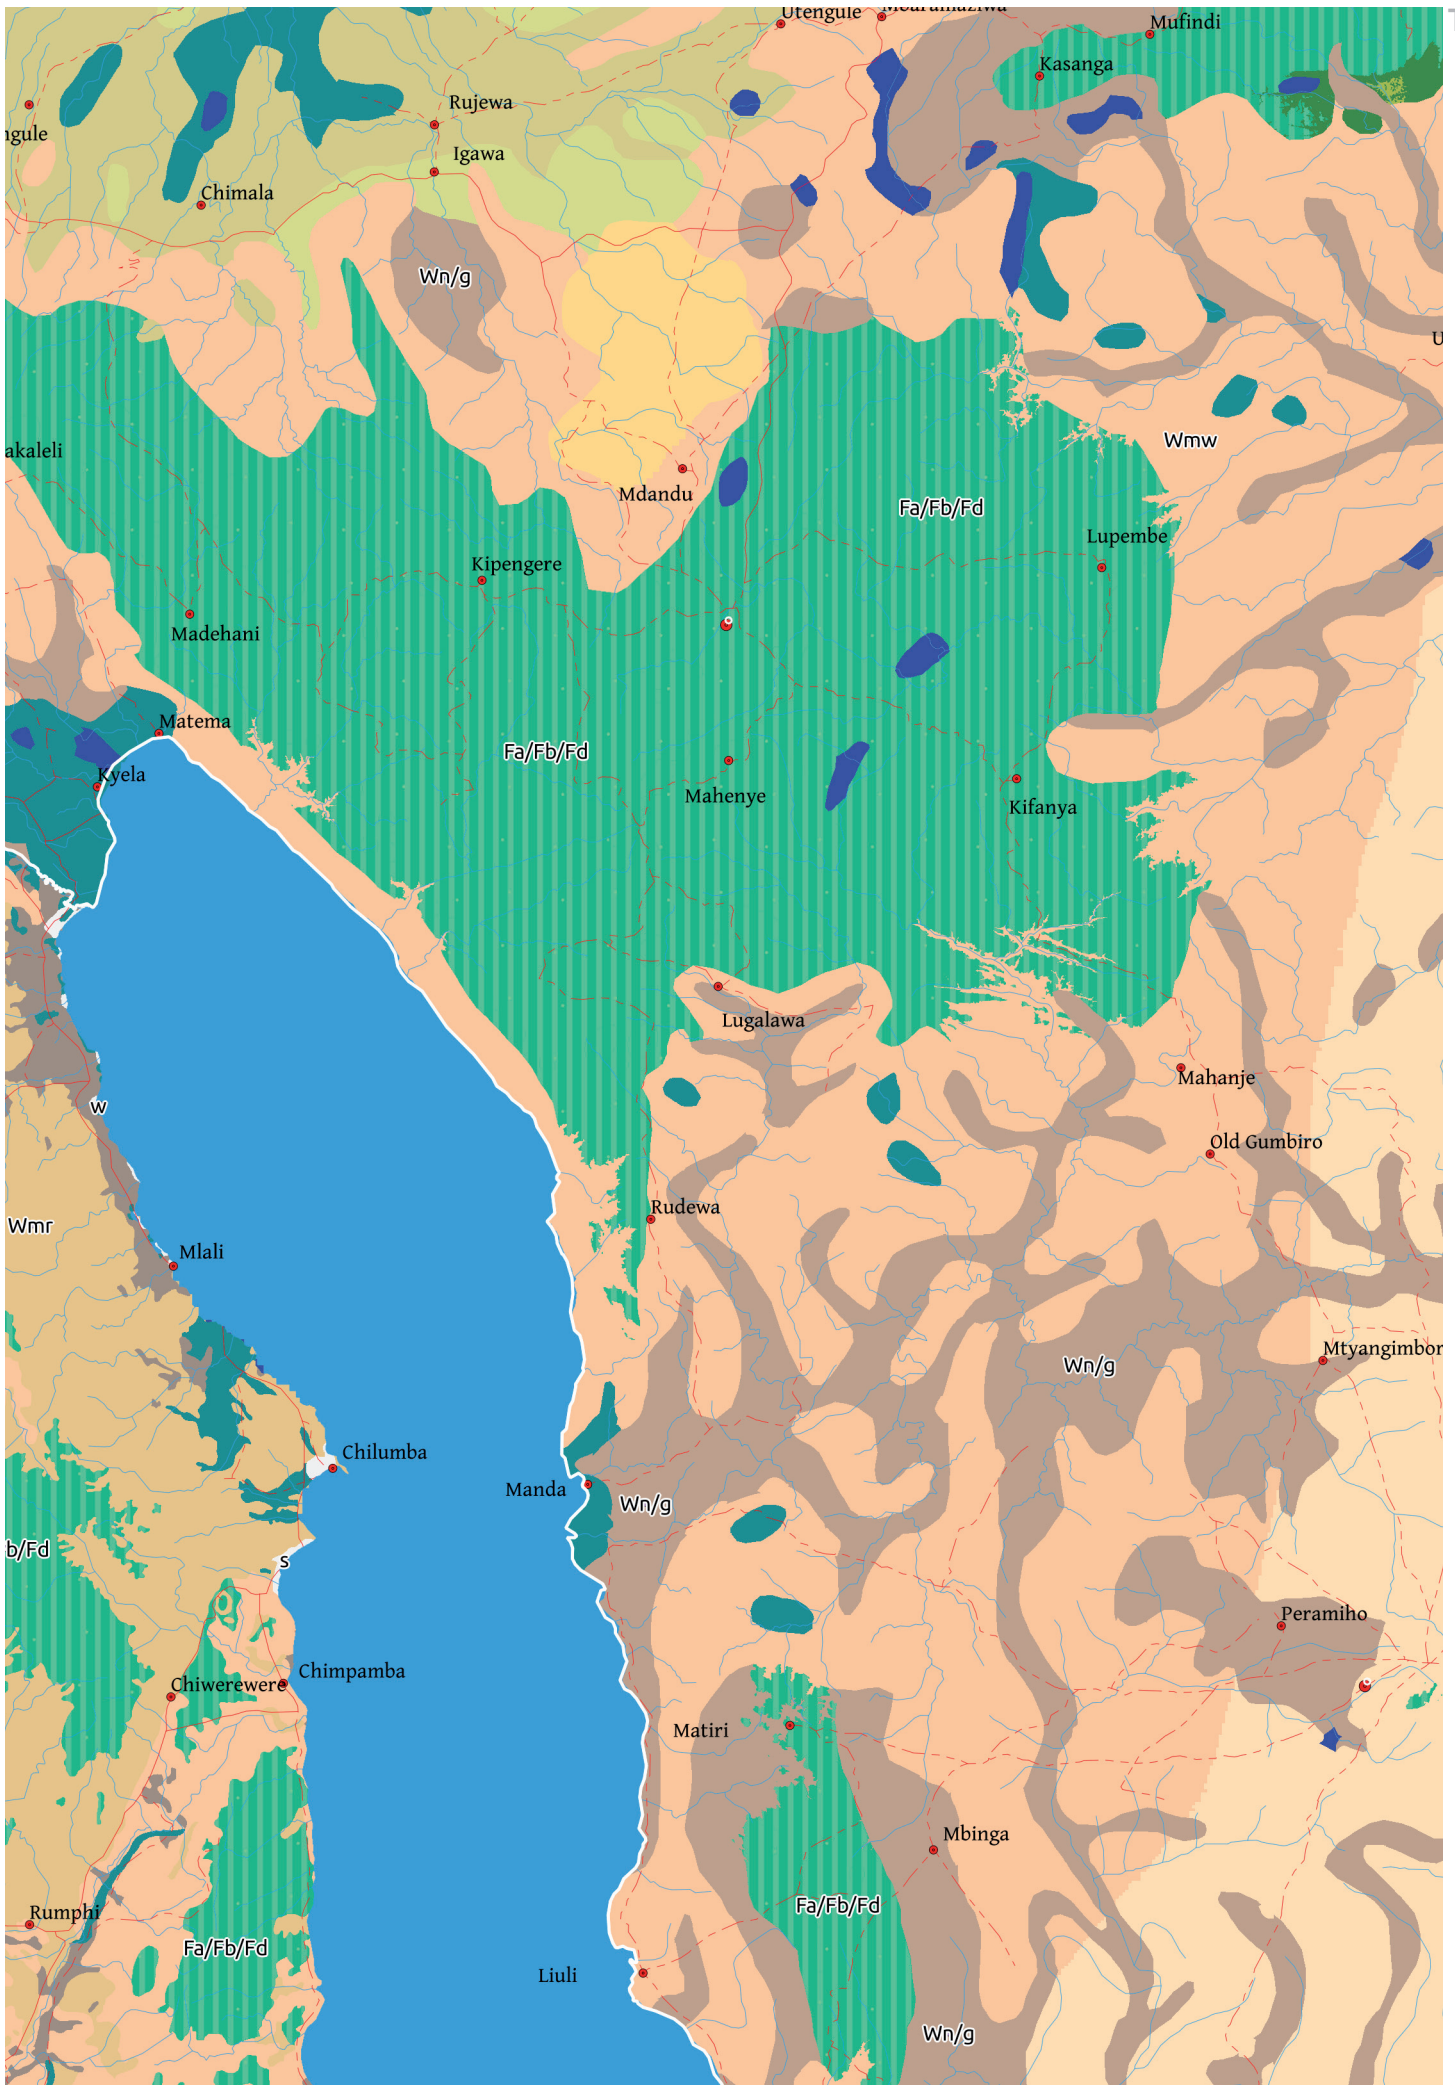 Utengule
Mufindi
Kasanga
Rujewa
Igawa
Chimala
Wn/g
Wmw
akaleli
Mdandu
Fa/Fb/Fd
Lupembe
Kipengere
Madehani
Matema
Fa/Fb/Fd
Kyela
Mahenye
Kifanya
Lugalawa
Mahanje
W
Old Gumbiro
Rudewa
Wmr
Mlali
Mtyangimbor
Wn/g
Chilumba
Manda
Wn/g
b/Fd
s
Peramiho
Chimpamba
Chiwerewere
Matiri
Mbinga
Fa/Fb/Fd
Rumphi
Fa/Fb/Fd
Liuli
Wn/g